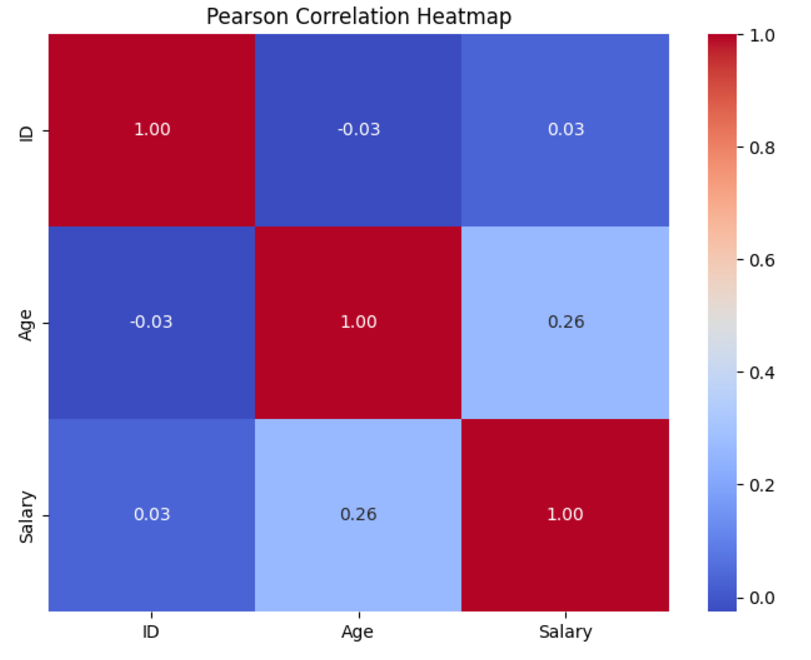 Pearson Correlation Heatmap
ID
1.00
-0.03
0.03
Age
-0.03
1.00
0.26
Salary
0.03
0.26
1.00
ID
Age
Salary
1.0
0.8
0.6
0.4
0.2
0.0